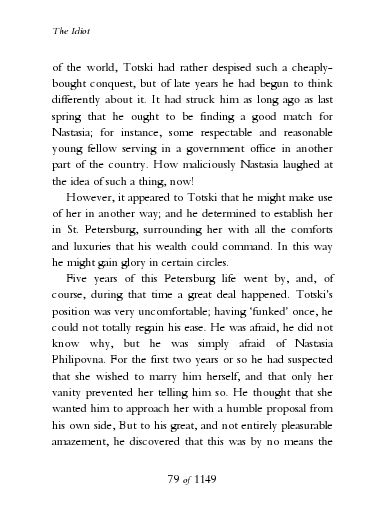 The Idiot
of the world, Totski had rather despised such a cheaply-
bought conquest, but of late years he had begun to think
differently about it. It had struck him as long ago as last
spring that he ought to be finding a good match for
Nastasia; for instance, some respectable and reasonable
young fellow serving in a government office in another
part of the country. How maliciously Nastasia laughed at
the idea of such a thing, now!
However, it appeared to Totski that he might make use
of her in another way; and he determined to establish her
in St. Petersburg, surrounding her with all the comforts
and luxuries that his wealth could command. In this way
he might gain glory in certain circles.
Five years of this Petersburg life went by, and, of
course, during that time a great deal happened. Totski's
position was very uncomfortable; having 'funked' once, he
could not totally regain his ease. He was afraid, he did not
know why, but he was simply afraid of Nastasia
Philipovna. For the first two years or so he had suspected
that she wished to marry him herself, and that only her
vanity prevented her telling him so. He thought that she
wanted him to approach her with a humble proposal from
his own side, But to his great, and not entirely pleasurable
amazement, he discovered that this was by no means the
79 of 1149